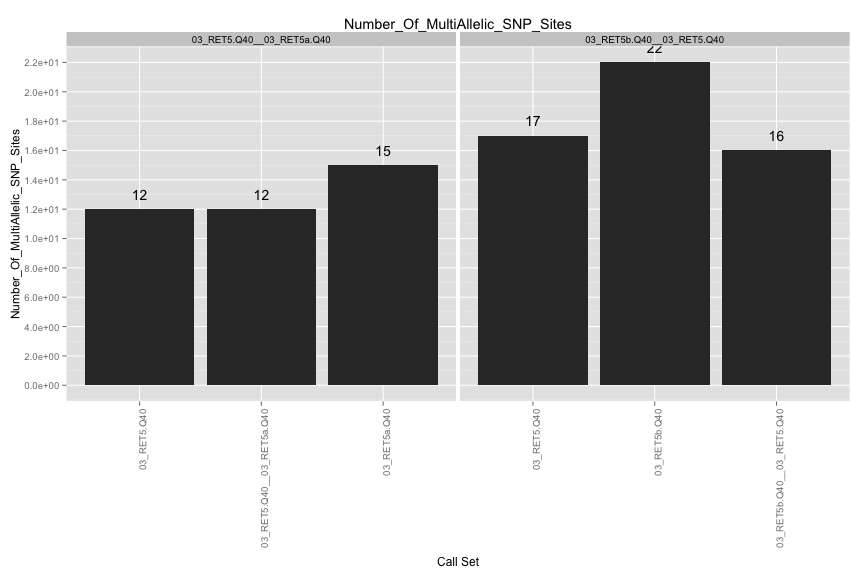 Number_Of_MultiAllelic_SNP_Sites
03_RET5.Q40__03_RET5a.Q40
03_RET5b.Q40__03_RET5.Q40
Number_Of_MultiAllelic_SNP_Sites
2.2e+01
2.0e+01
1.8e+01
1.6e+01
1.4e+01
1.2e+01
1.0e+01
8.0e+00
6.0e+00
4.0e+00
2.0e+00
0.0e+00
12
12
15
17
22
16
03_RET5.Q40
03_RET5.Q40__03_RET5a.Q40
03_RET5a.Q40
03_RET5.Q40
03_RET5b.Q40
03_RET5b.Q40__03_RET5.Q40
Call Set